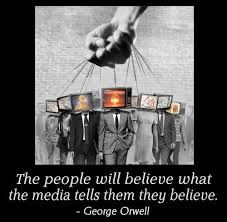 The people will believe what
the media tells them they believe.
- George Orwell